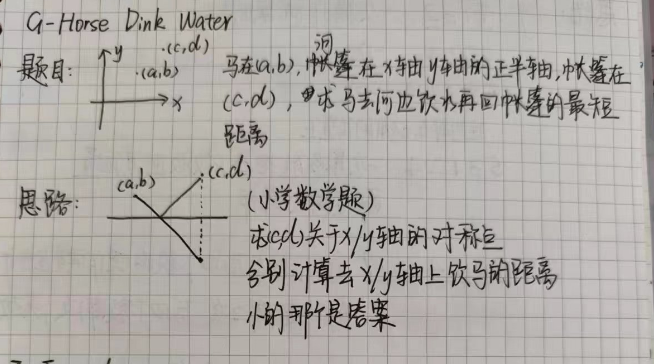 G-Horse Dink Water
题目: y (c,d) (a,b) x
马在(a,b), 河在x轴y轴的正半轴,帐篷在
(c,d), 求马去河边饮水再回帐篷的最短
距离
思路: (a,b) (c,d)
(小学数学题)
求(c,d)关于x/y轴的对称点
分别计算去x/y轴上饮马的距离
小的那个是答案